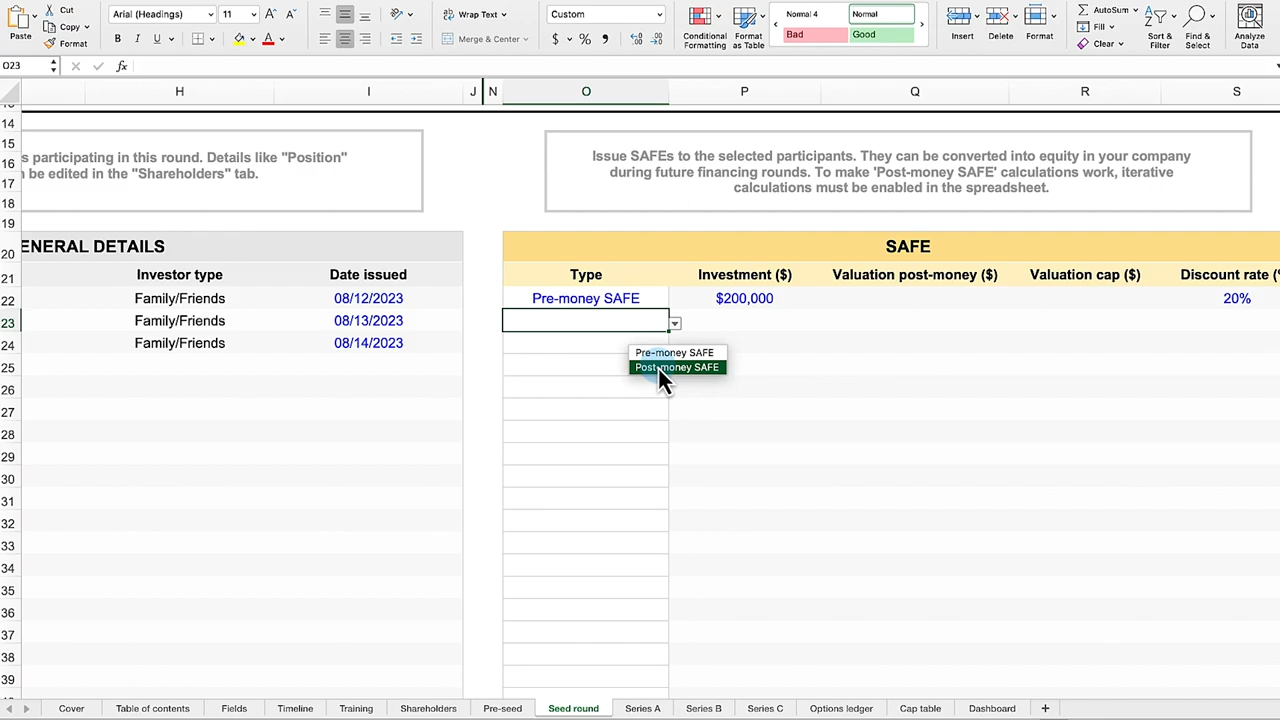 Cut
Copy
Paste
Format
Arial (Headings)
11
Wrap Text
Merge & Center
Custom
Conditional Formatting
Format as Table
Normal 4
Normal
Bad
Good
Insert
Delete
Format
AutoSum
Fill
Clear
Sort & Filter
Find & Select
Analyze Data
O23
fx
H I J N O P Q R S
14
15
16
17
18
19
s participating in this round. Details like "Position"
n be edited in the "Shareholders" tab.
Issue SAFEs to the selected participants. They can be converted into equity in your company
during future financing rounds. To make 'Post-money SAFE' calculations work, iterative
calculations must be enabled in the spreadsheet.
20 ENERAL DETAILS SAFE
21 Investor type Date issued Type Investment ($) Valuation post-money ($) Valuation cap ($) Discount rate (
22 Family/Friends 08/12/2023 Pre-money SAFE $200,000 20%
23 Family/Friends 08/13/2023
24 Family/Friends 08/14/2023
Pre-money SAFE
Post-money SAFE
25
26
27
28
29
30
31
32
33
34
35
36
37
38
39
Cover Table of contents Fields Timeline Training Shareholders Pre-seed Seed round Series A Series B Series C Options ledger Cap table Dashboard